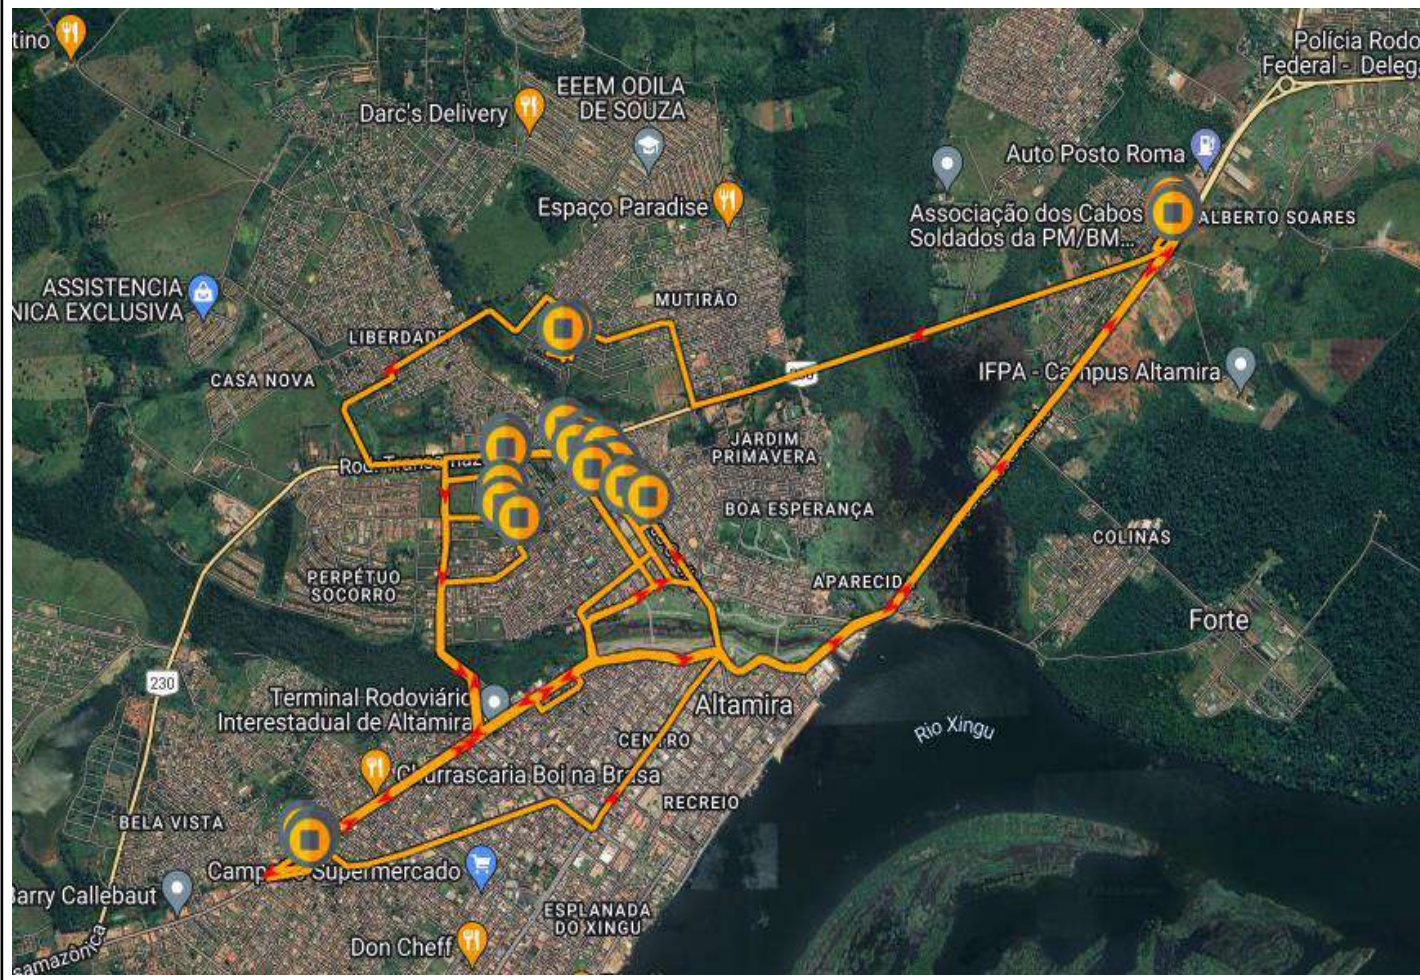 tino
Polícia Rodo
Federal - Deleg
EEEM ODILA
DE SOUZA
Darc's Delivery
Auto Posto Roma
Espaço Paradise
Associação dos Cabos
Soldados da PM/BM...
ALBERTO SOARES
ASSISTENCIA
NICA EXCLUSIVA
MUTIRÃO
LIBERDADE
CASA NOVA
IFPA - Campus Altamira
JARDIM
PRIMAVERA
BOA ESPERANÇA
COLINAS
PERPÉTUO
SOCORRO
APARECID
Forte
230
Terminal Rodoviário
Interestadual de Altamira
Altamira
Rio Xingu
CENTRO
Churrascaria Boi na Brasa
RECREIO
BELA VISTA
Supermercado
Barry Callebaut
ESPLANADA
DO XINGU
Don Cheff
samazônica